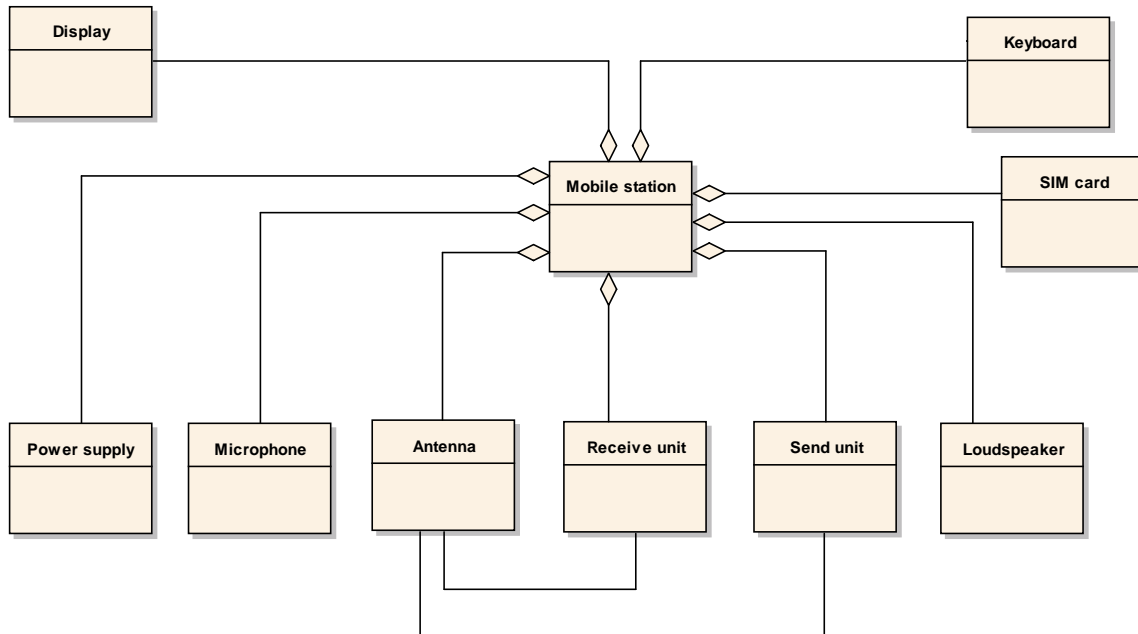 Display
Keyboard
Mobile station
SIM card
Power supply
Microphone
Antenna
Receive unit
Send unit
Loudspeaker